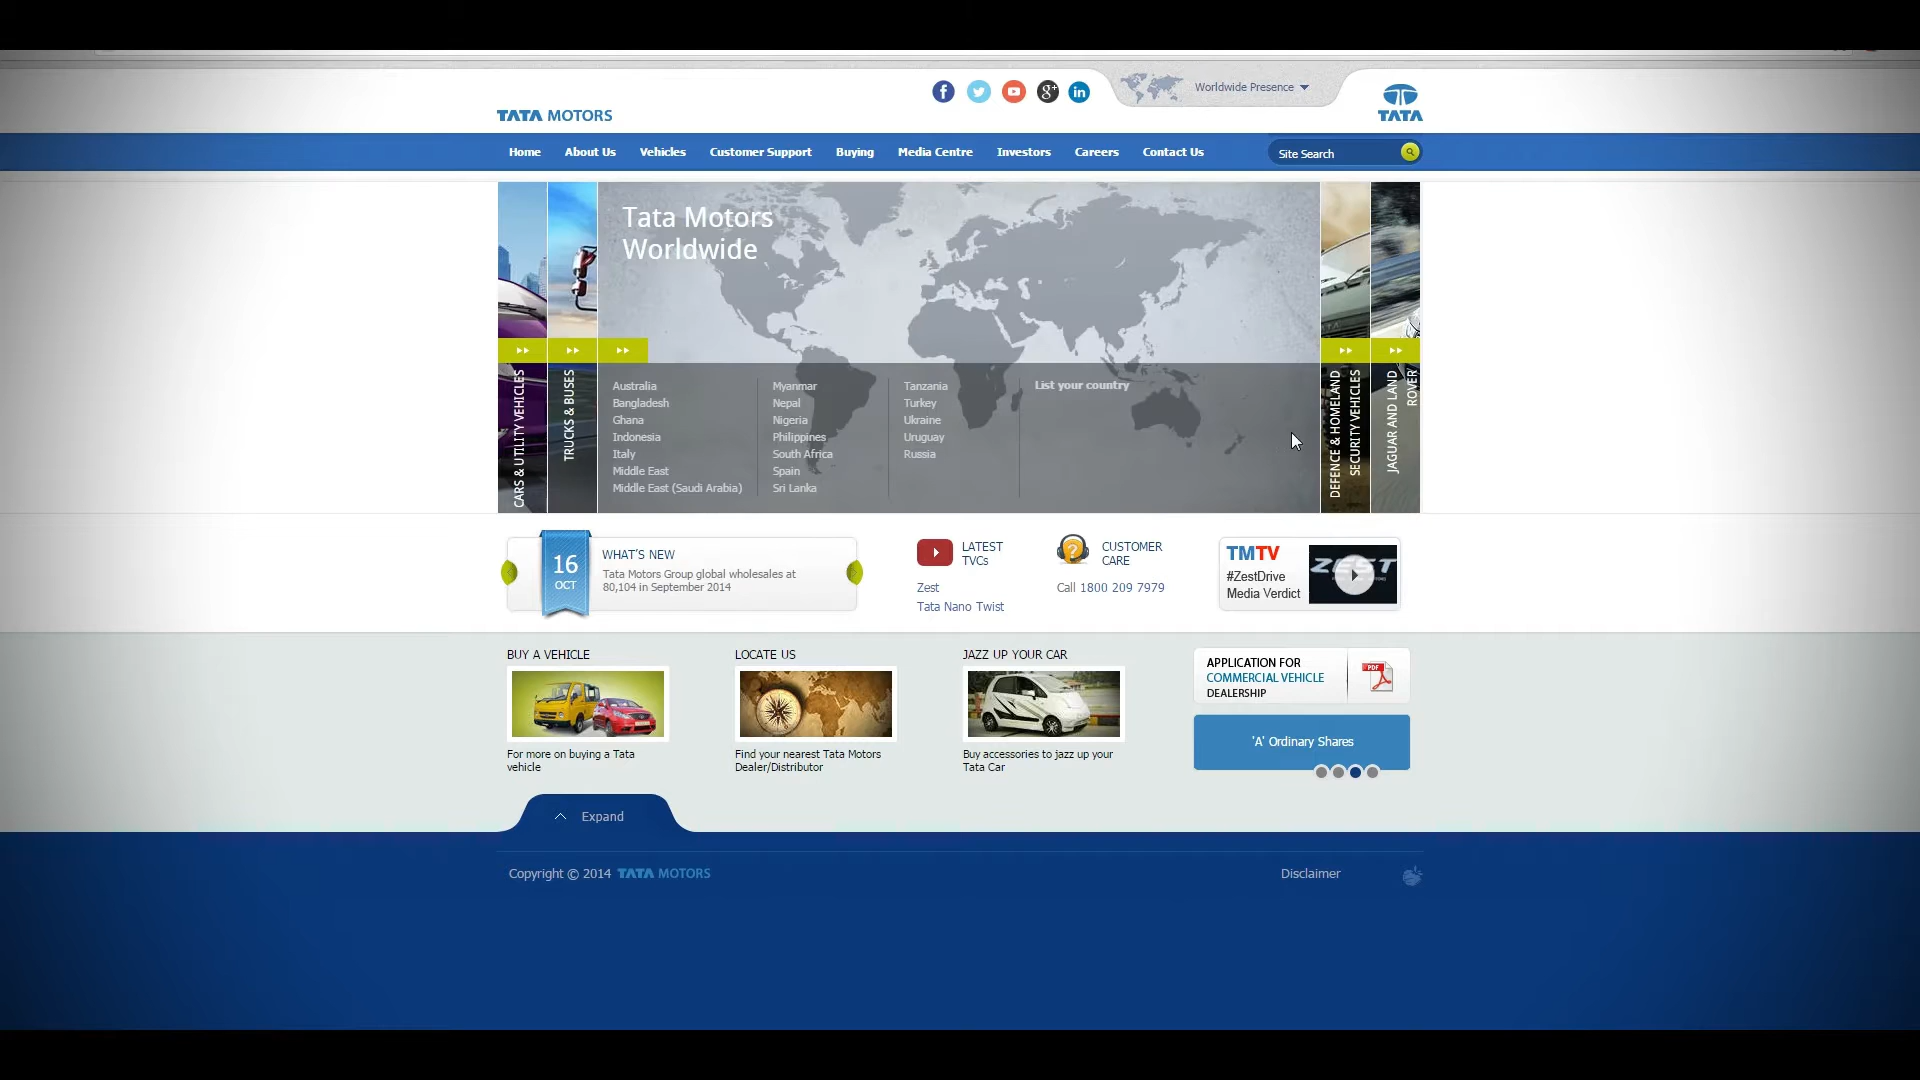 Worldwide Presence
TATA MOTORS
TATA
Home
About Us
Vehicles
Customer Support
Buying
Media Centre
Investors
Careers
Contact Us
Site Search
Tata Motors
Worldwide
CARS & UTILITY VEHICLES
TRUCKS & BUSES
Australia
Bangladesh
Ghana
Indonesia
Italy
Middle East
Middle East (Saudi Arabia)
Myanmar
Nepal
Nigeria
Philippines
South Africa
Spain
Sri Lanka
Tanzania
Turkey
Ukraine
Uruguay
Russia
List your country
DEFENCE & HOMELAND
SECURITY VEHICLES
JAGUAR AND LAND
ROVER
16
OCT
WHAT'S NEW
Tata Motors Group global wholesales at
80,104 in September 2014
LATEST
TVCs
Zest
Tata Nano Twist
CUSTOMER
CARE
Call 1800 209 7979
TMTV
#ZestDrive
Media Verdict
ZEST
BUY A VEHICLE
For more on buying a Tata
vehicle
LOCATE US
Find your nearest Tata Motors
Dealer/Distributor
JAZZ UP YOUR CAR
Buy accessories to jazz up your
Tata Car
APPLICATION FOR
COMMERCIAL VEHICLE
DEALERSHIP
PDF
'A' Ordinary Shares
Expand
Copyright © 2014 TATA MOTORS
Disclaimer